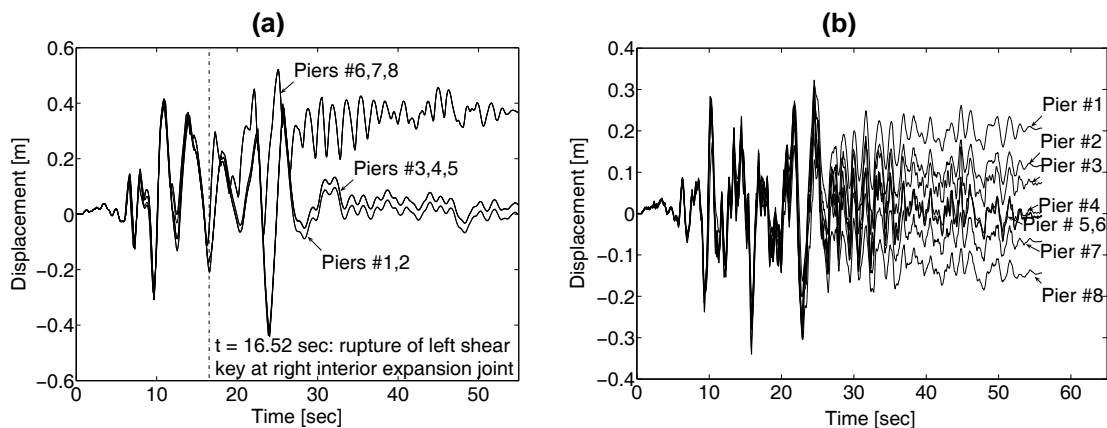 (a)
0.6
0.4
0.2
0
−0.2
−0.4
−0.6
Displacement [m]
0
10
20
30
40
50
Time [sec]
Piers #6,7,8
Piers #3,4,5
Piers #1,2
t = 16.52 sec: rupture of left shear
key at right interior expansion joint
(b)
0.4
0.3
0.2
0.1
0
−0.1
−0.2
−0.3
−0.4
Displacement [m]
0
10
20
30
40
50
60
Time [sec]
Pier #1
Pier #2
Pier #3
Pier #4
Pier # 5,6
Pier #7
Pier #8